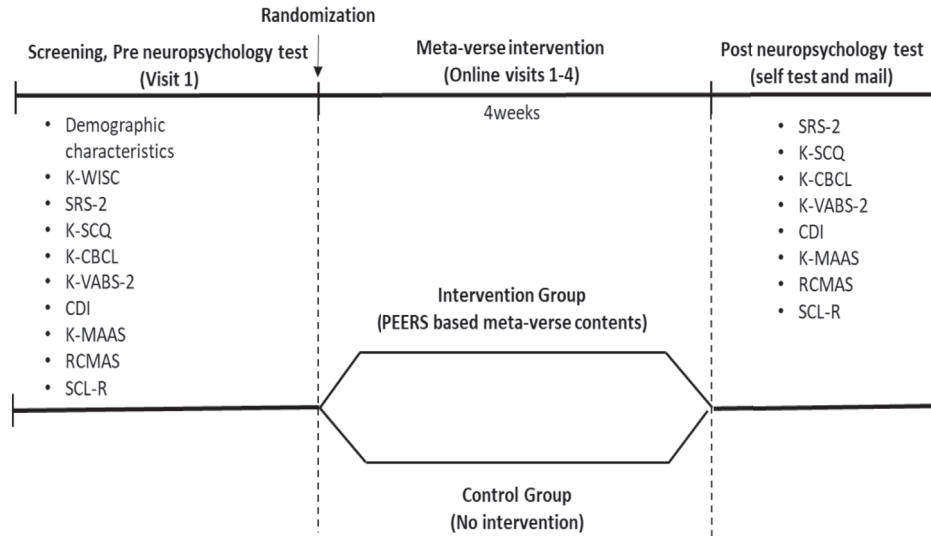 Randomization
Screening, Pre neuropsychology test
(Visit 1)
Meta-verse intervention
(Online visits 1-4)
Post neuropsychology test
(self test and mail)
4weeks
• Demographic
characteristics
• K-WISC
• SRS-2
• K-SCQ
• K-CBCL
• K-VABS-2
• CDI
• K-MAAS
• RCMAS
• SCL-R
• SRS-2
• K-SCQ
• K-CBCL
• K-VABS-2
• CDI
• K-MAAS
• RCMAS
• SCL-R
Intervention Group
(PEERS based meta-verse contents)
Control Group
(No intervention)